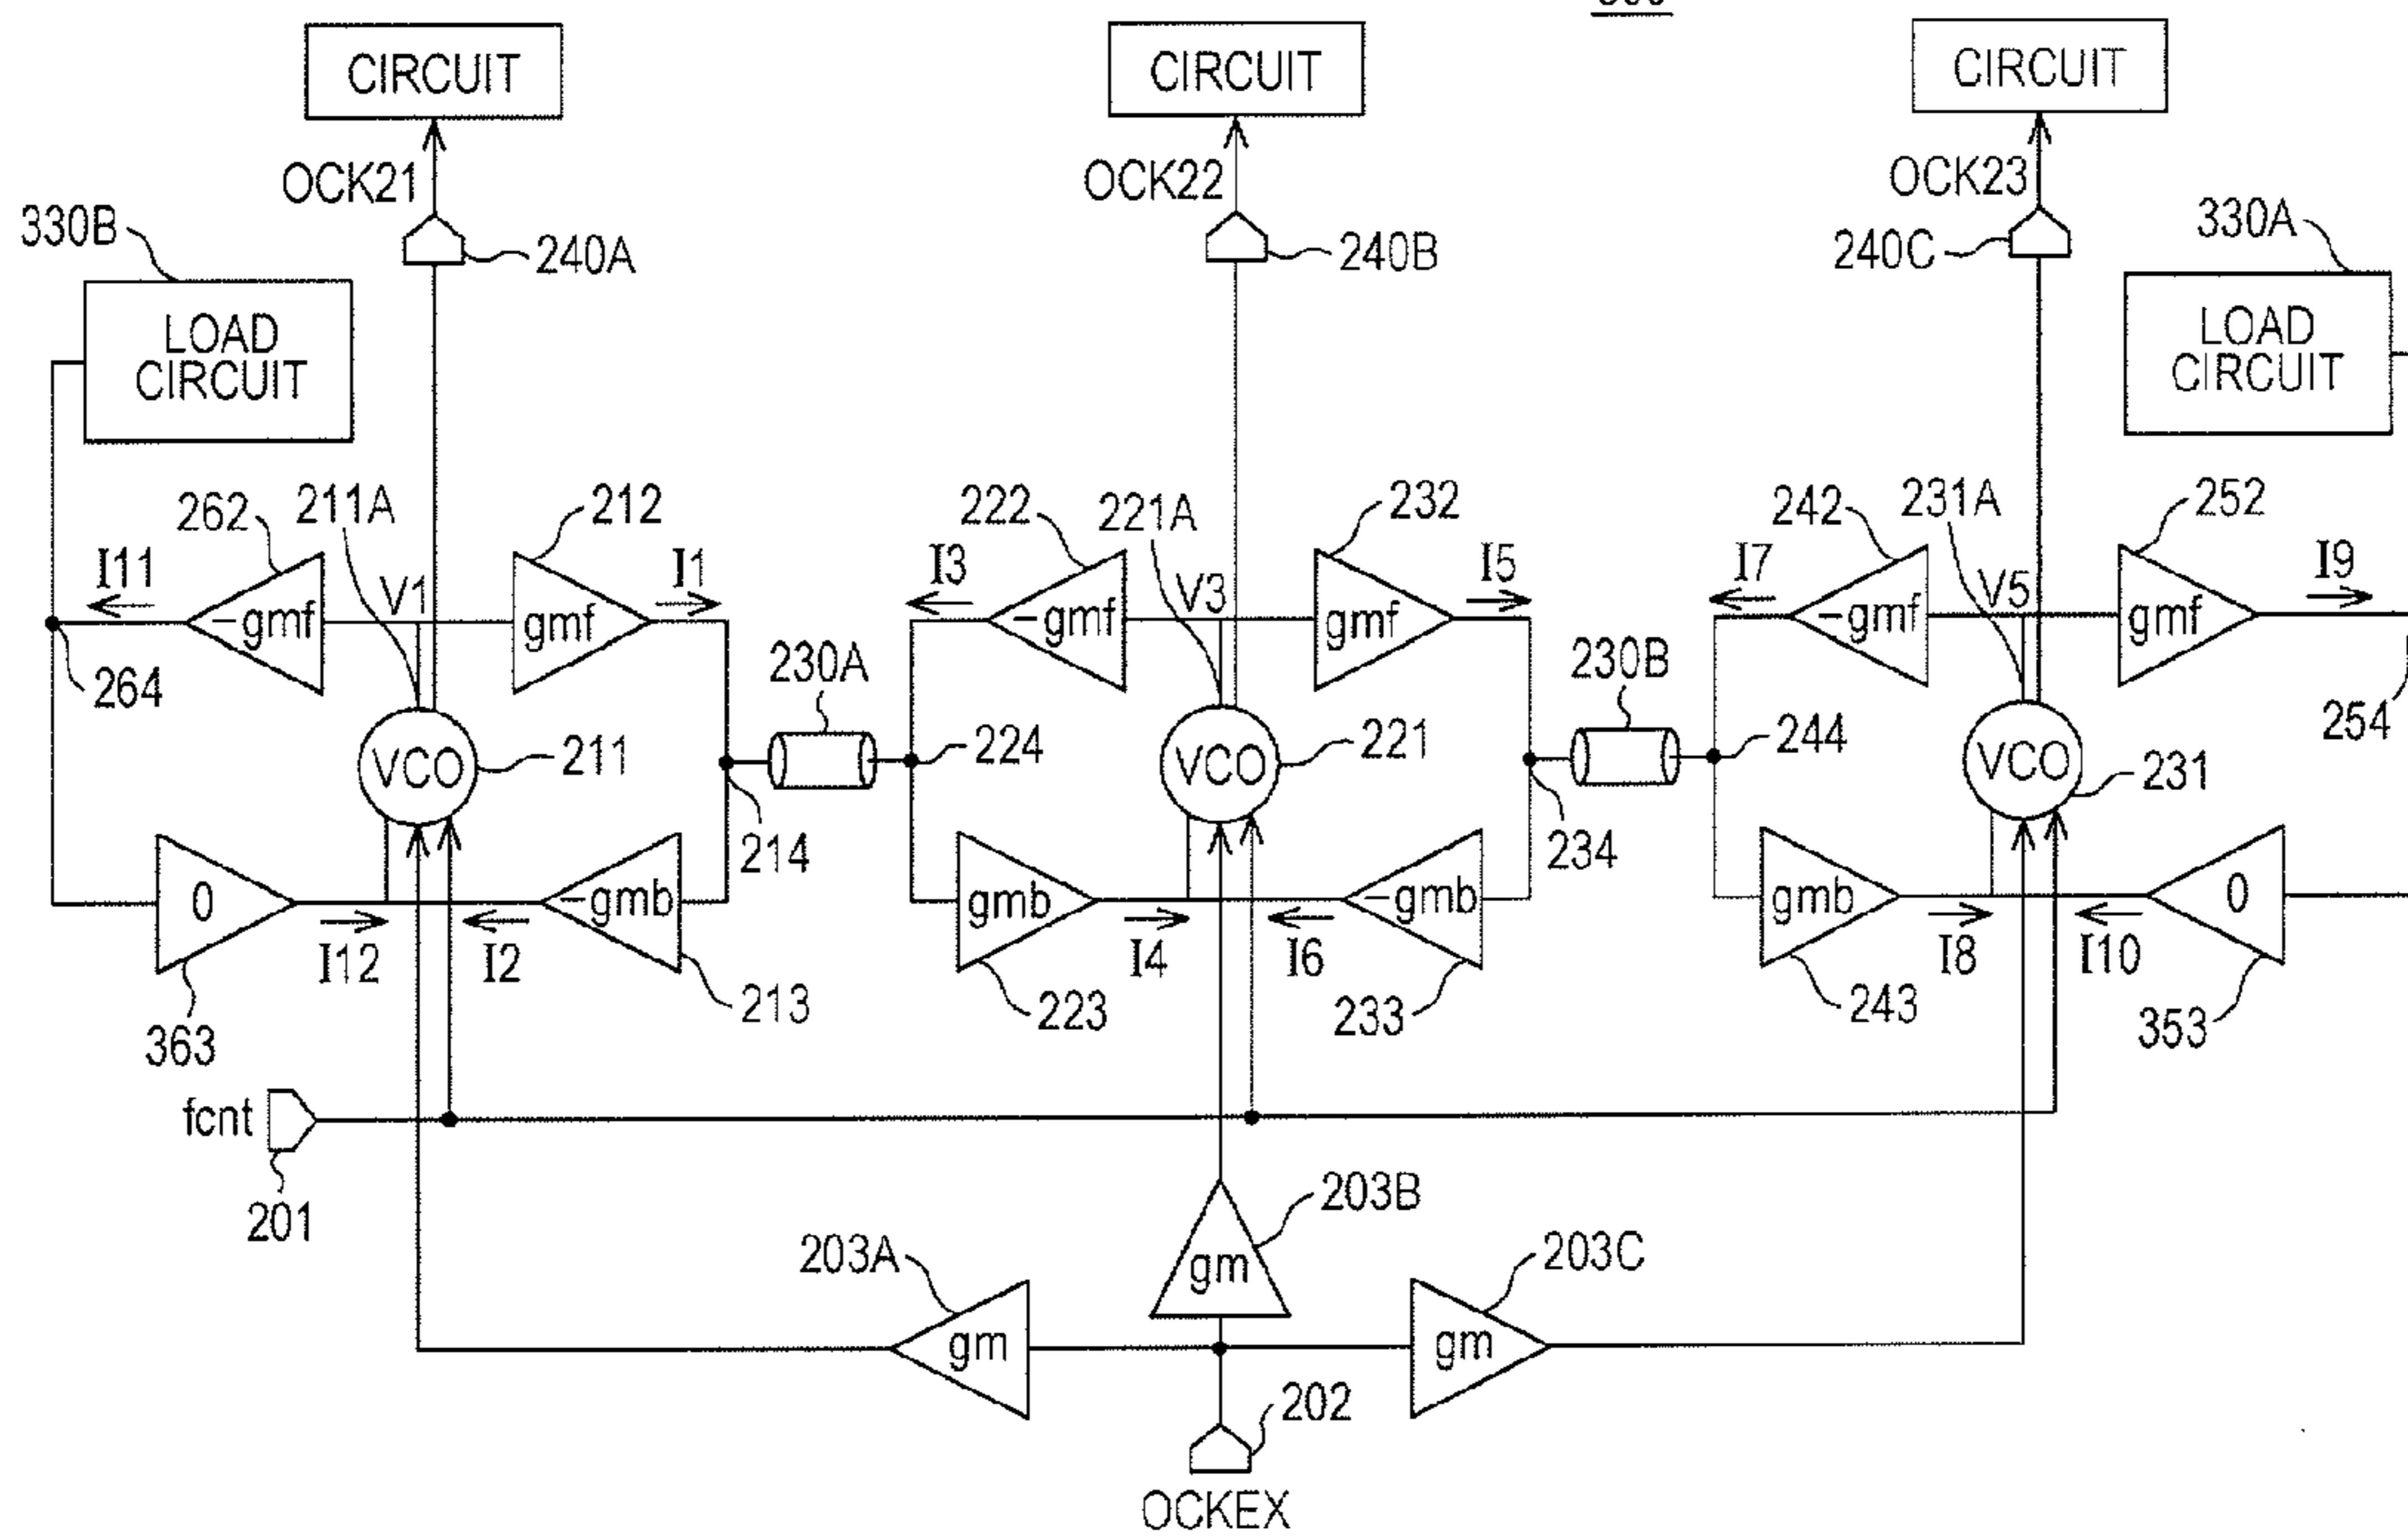 CIRCUIT CIRCUIT CIRCUIT
OCK21 OCK22 OCK23
330B 240A 240B 240C 330A
LOAD CIRCUIT
LOAD CIRCUIT
262 211A 212 222 221A 232 242 231A 252
I11 V1 I1 I3 V3 I5 I7 V5 I9
-gmf gmf -gmf gmf -gmf gmf
264 230A 230B 254
VCO 211 224 VCO 221 244 VCO 231
214 234
0 -gmb gmb -gmb gmb 0
I12 I2 I4 I6 I8 I10
363 213 223 233 243 353
fcnt
201
203B
203A gm 203C
gm gm
202
OCKEX